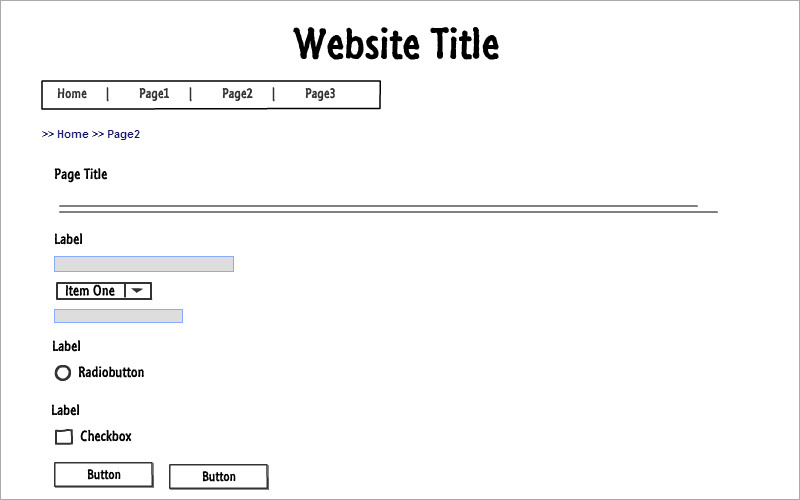 Website Title
Home | Page1 | Page2 | Page3
>> Home >> Page2
Page Title
Label
Item One
Label
Radiobutton
Label
Checkbox
Button Button